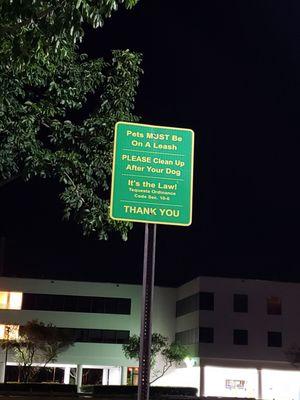 Pets MUST Be
On A Leash
PLEASE Clean Up
After Your Dog
It's the Law!
Tequesta Ordinance
Code Sec. 10-6
THANK YOU